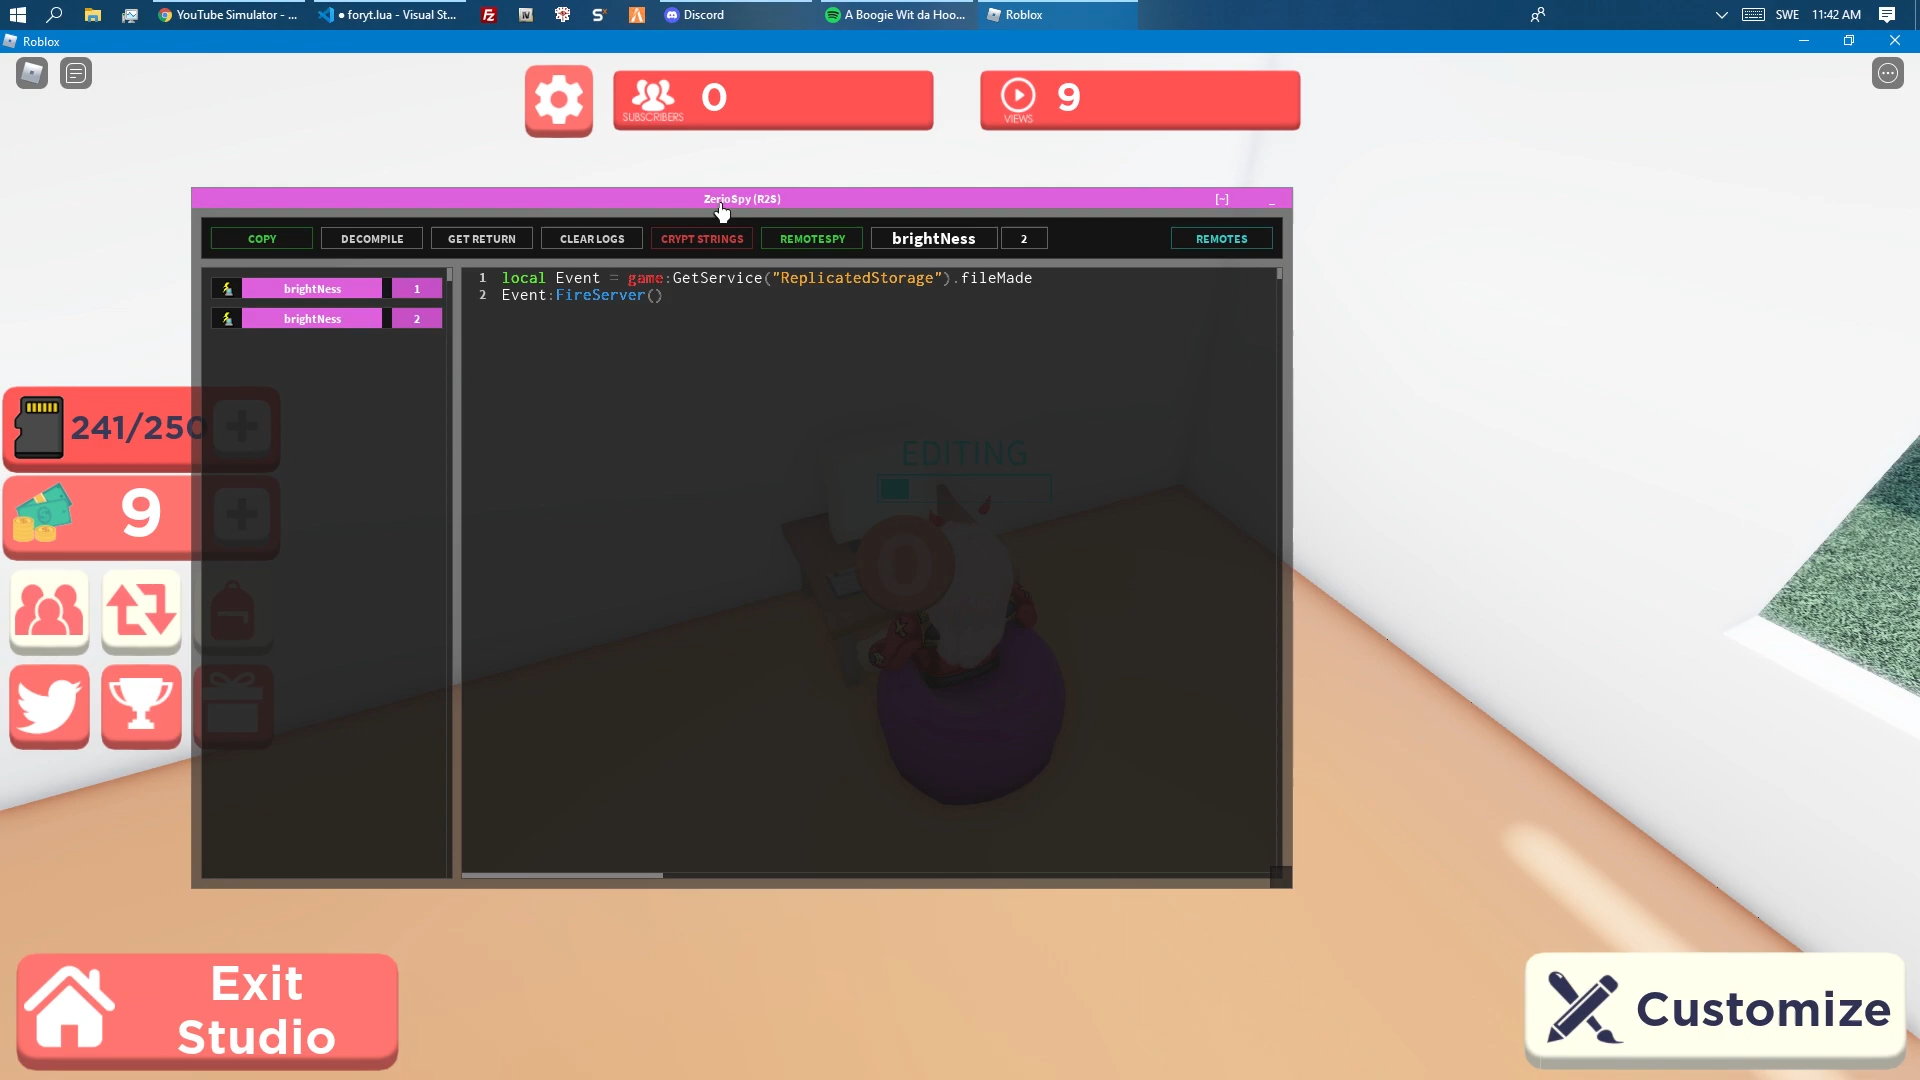 YouTube Simulator - ...
● foryt.lua - Visual St...
Discord
A Boogie Wit da Hoo...
Roblox
SWE
11:42 AM
Roblox
SUBSCRIBERS
0
VIEWS
9
ZerioSpy (R2S)
[~]
_
COPY
DECOMPILE
GET RETURN
CLEAR LOGS
CRYPT STRINGS
REMOTESPY
brightNess
2
REMOTES
brightNess
1
brightNess
2
1 local Event = game:GetService("ReplicatedStorage").fileMade
2 Event:FireServer()
241/250
9
EDITING
0
Exit
Studio
Customize